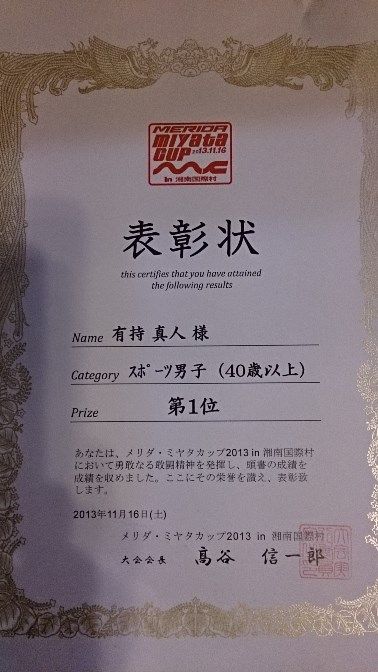 MERIDA
miyata
CUP 2013.11.16
in 湘南国際村
表彰状
this certifies that you have attained
the following results
Name 有持 真人 様
Category スポーツ男子（40歳以上）
Prize 第1位
あなたは、メリダ・ミヤタカップ2013 in 湘南国際村
において勇敢なる敢闘精神を発揮し、頭書の成績を
成績を収めました。ここにその栄誉を讃え、表彰致
します。
2013年11月16日(土)
メリダ・ミヤタカップ2013 in 湘南国際村
大会会長 髙谷 信一郎